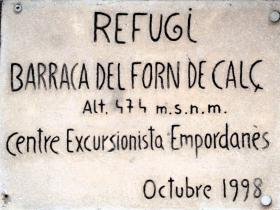 REFUGI
BARRACA DEL FORN DE CALÇ
Alt. 474 m.s.n.m.
Centre Excursionista Empordanès
Octubre 1998